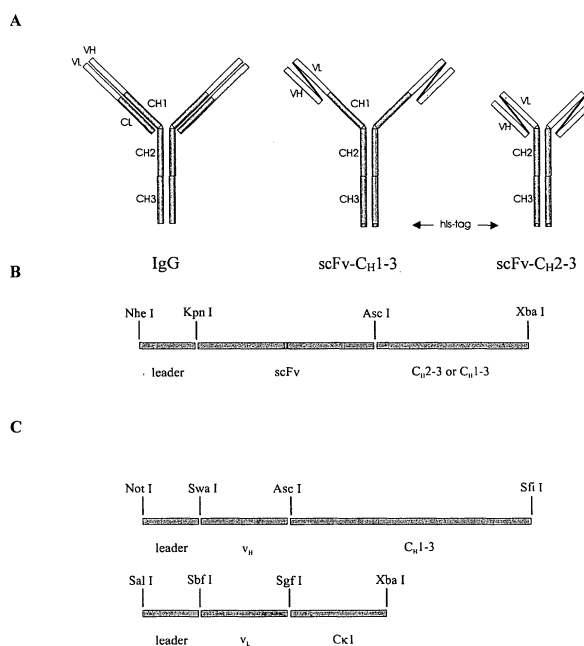 A
VH
VL
CH1
CL
CH2
CH3
IgG
VL
VH
CH1
CH2
CH3
scFv-CH1-3
his-tag
VL
VH
CH2
CH3
scFv-CH2-3
B
Nhe I Kpn I Asc I Xba I
leader scFv CH2-3 or CH1-3
C
Not I Swa I Asc I Sfi I
leader vH CH1-3
Sal I Sbf I Sgf I Xba I
leader vL Cκ1